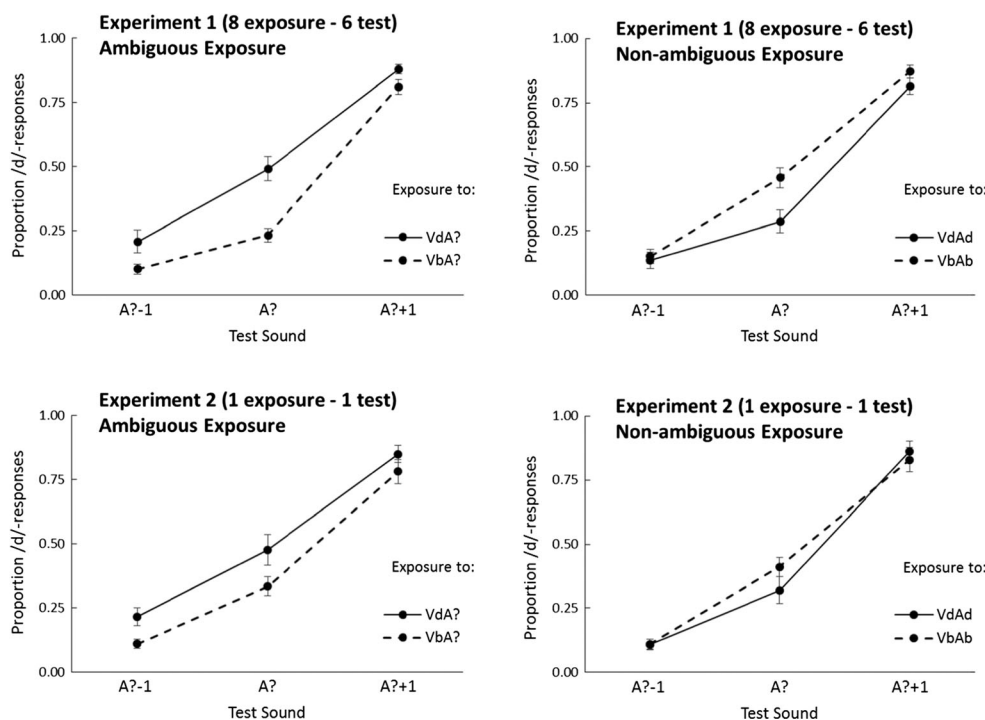 Experiment 1 (8 exposure - 6 test)
Ambiguous Exposure
1.00
0.75
0.50
0.25
0.00
Proportion /d/-responses
Exposure to:
VdA?
VbA?
A?-1 A? A?+1
Test Sound
Experiment 1 (8 exposure - 6 test)
Non-ambiguous Exposure
1.00
0.75
0.50
0.25
0.00
Proportion /d/-responses
Exposure to:
VdAd
VbAb
A?-1 A? A?+1
Test Sound
Experiment 2 (1 exposure - 1 test)
Ambiguous Exposure
1.00
0.75
0.50
0.25
0.00
Proportion /d/-responses
Exposure to:
VdA?
VbA?
A?-1 A? A?+1
Test Sound
Experiment 2 (1 exposure - 1 test)
Non-ambiguous Exposure
1.00
0.75
0.50
0.25
0.00
Proportion /d/-responses
Exposure to:
VdAd
VbAb
A?-1 A? A?+1
Test Sound